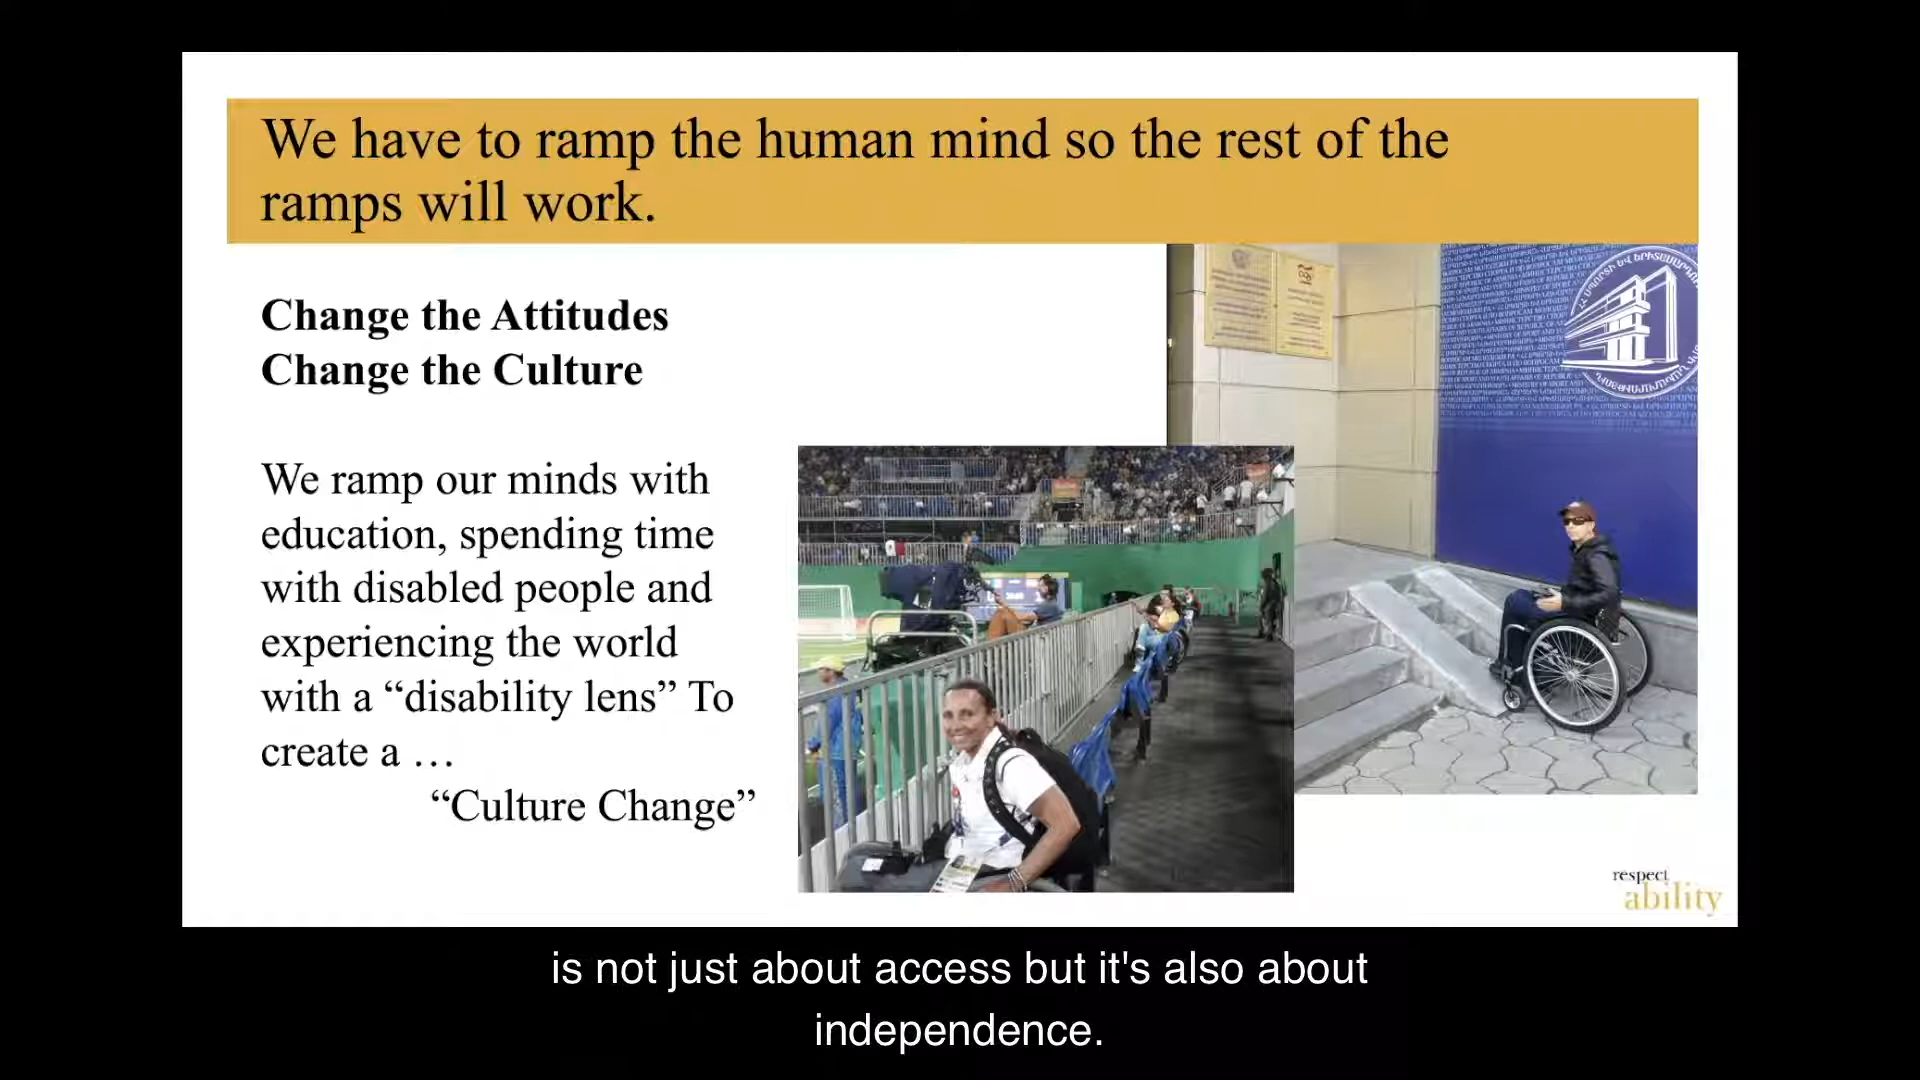 We have to ramp the human mind so the rest of the
ramps will work.
Change the Attitudes
Change the Culture
We ramp our minds with
education, spending time
with disabled people and
experiencing the world
with a “disability lens” To
create a …
“Culture Change”
respect
ability
is not just about access but it's also about
independence.